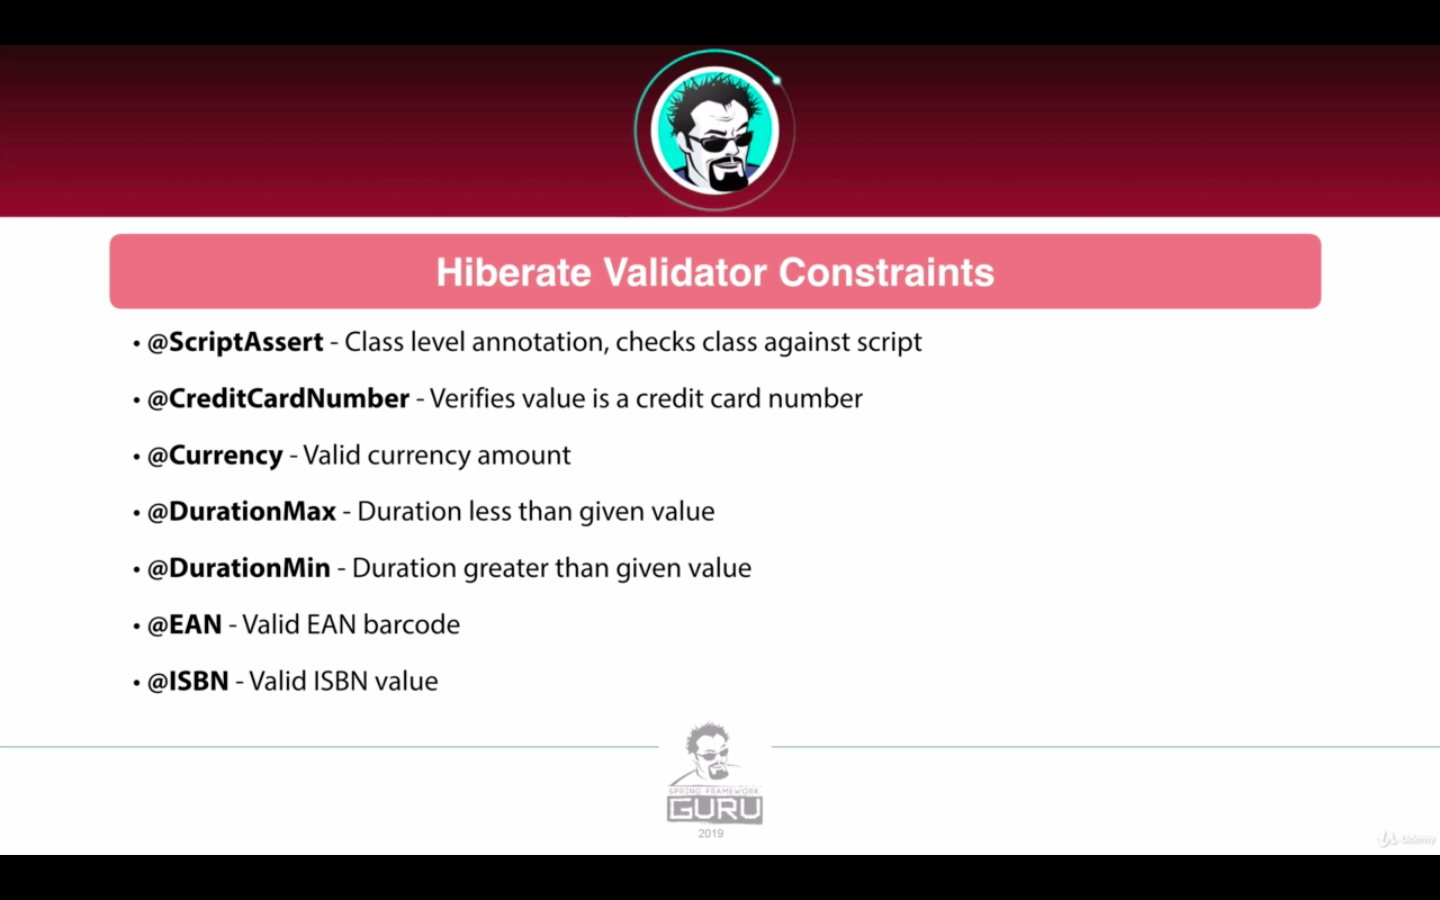 Hiberate Validator Constraints
• @ScriptAssert - Class level annotation, checks class against script
• @CreditCardNumber - Verifies value is a credit card number
• @Currency - Valid currency amount
• @DurationMax - Duration less than given value
• @DurationMin - Duration greater than given value
• @EAN - Valid EAN barcode
• @ISBN - Valid ISBN value
SPRING FRAMEWORK
GURU
2019
Udemy